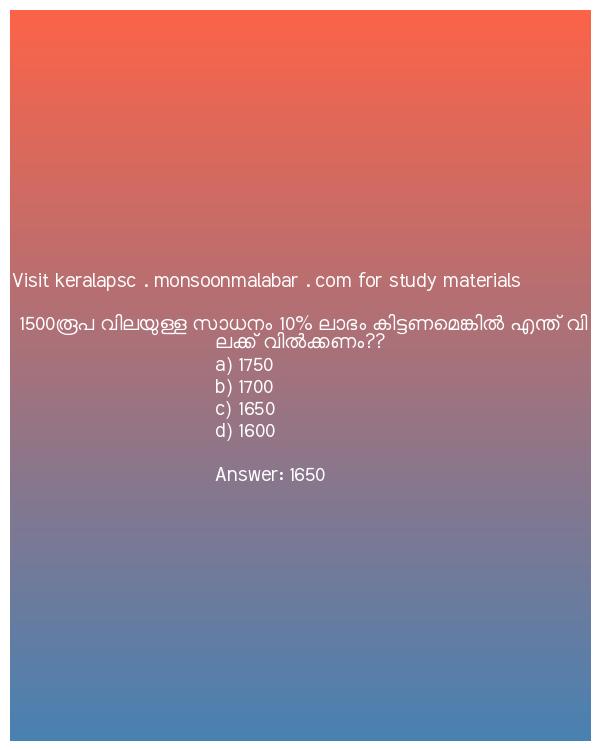 Visit keralapsc . monsoonmalabar . com for study materials
1500രൂപ വിലയുള്ള സാധനം 10% ലാഭം കിട്ടണമെങ്കിൽ എന്ത് വി
ലക്ക് വിൽക്കണം??
a) 1750
b) 1700
c) 1650
d) 1600
Answer: 1650